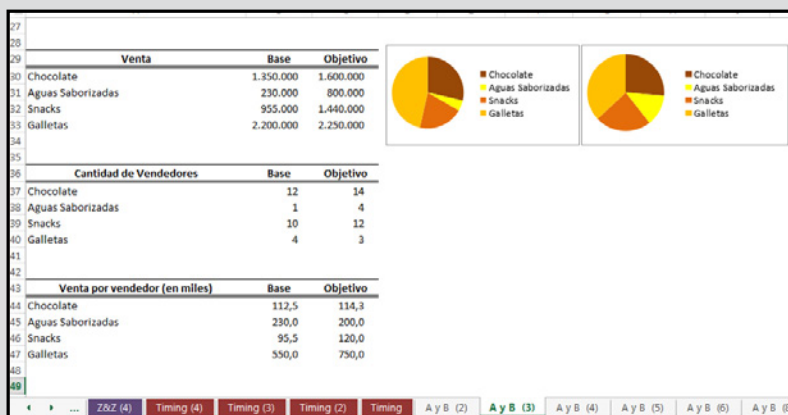 27
28
29 Venta Base Objetivo
30 Chocolate 1.350.000 1.600.000
31 Aguas Saborizadas 230.000 800.000
32 Snacks 955.000 1.440.000
33 Galletas 2.200.000 2.250.000
34
35
36 Cantidad de Vendedores Base Objetivo
37 Chocolate 12 14
38 Aguas Saborizadas 1 4
39 Snacks 10 12
40 Galletas 4 3
41
42
43 Venta por vendedor (en miles) Base Objetivo
44 Chocolate 112,5 114,3
45 Aguas Saborizadas 230,0 200,0
46 Snacks 95,5 120,0
47 Galletas 550,0 750,0
48
49
Chocolate
Aguas Saborizadas
Snacks
Galletas
Chocolate
Aguas Saborizadas
Snacks
Galletas
... Z&Z (4) Timing (4) Timing (3) Timing (2) Timing A y B (2) A y B (3) A y B (4) A y B (5) A y B (6) A y B